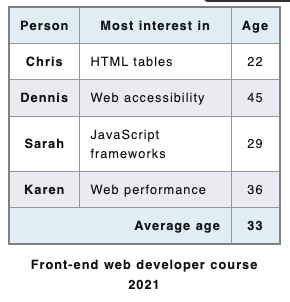 Person Most interest in Age
Chris HTML tables 22
Dennis Web accessibility 45
Sarah JavaScript frameworks 29
Karen Web performance 36
Average age 33
Front-end web developer course
2021